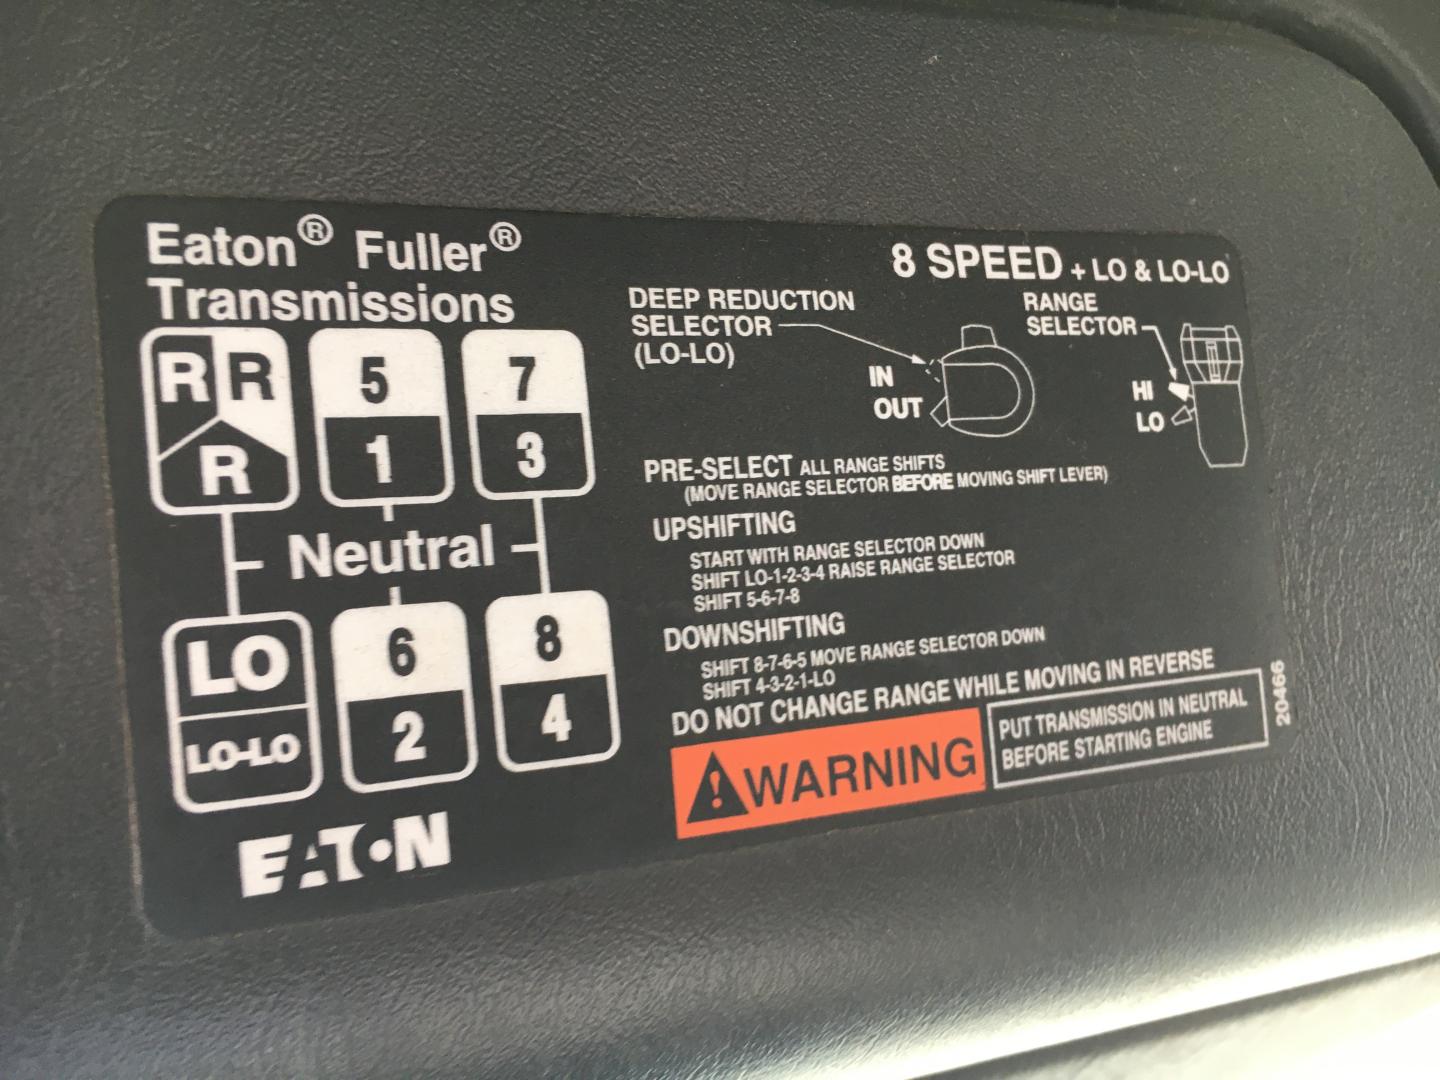 Eaton® Fuller®
Transmissions
R R
R
5
1
7
3
Neutral
LO
LO-LO
6
2
8
4
EATON
8 SPEED + LO & LO-LO
DEEP REDUCTION
SELECTOR
(LO-LO)
IN
OUT
RANGE
SELECTOR
HI
LO
PRE-SELECT ALL RANGE SHIFTS
(MOVE RANGE SELECTOR BEFORE MOVING SHIFT LEVER)
UPSHIFTING
START WITH RANGE SELECTOR DOWN
SHIFT LO-1-2-3-4 RAISE RANGE SELECTOR
SHIFT 5-6-7-8
DOWNSHIFTING
SHIFT 8-7-6-5 MOVE RANGE SELECTOR DOWN
SHIFT 4-3-2-1-LO
DO NOT CHANGE RANGE WHILE MOVING IN REVERSE
! WARNING
PUT TRANSMISSION IN NEUTRAL
BEFORE STARTING ENGINE
20466